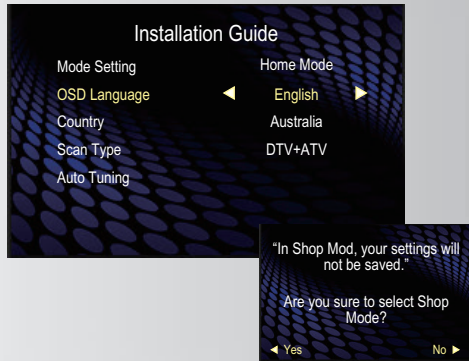 Installation Guide
Mode Setting Home Mode
OSD Language ◀ English ▶
Country Australia
Scan Type DTV+ATV
Auto Tuning
“In Shop Mod, your settings will
not be saved.”
Are you sure to select Shop
Mode?
◀ Yes No ▶